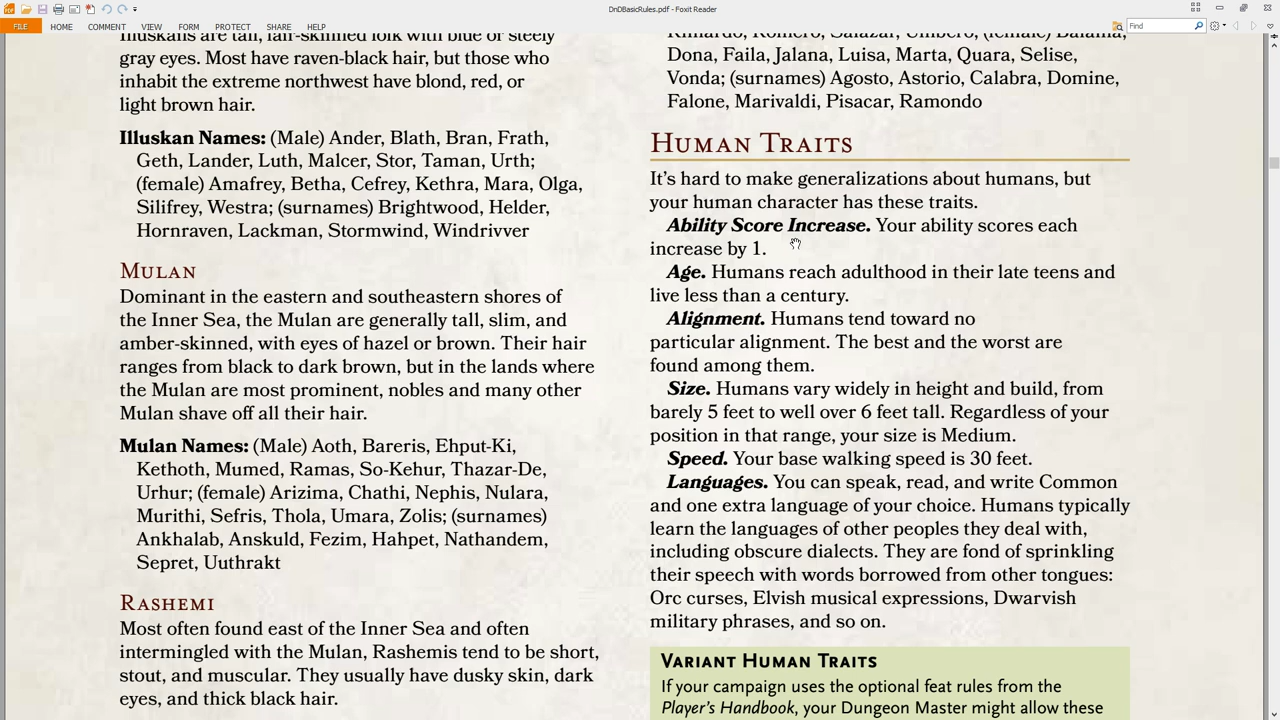 DnDBasicRules.pdf - Foxit Reader
FILE HOME COMMENT VIEW FORM PROTECT SHARE HELP
Find
Illuskans are tall, fair-skinned folk with blue or steely
gray eyes. Most have raven-black hair, but those who
inhabit the extreme northwest have blond, red, or
light brown hair.
Illuskan Names: (Male) Ander, Blath, Bran, Frath,
Geth, Lander, Luth, Malcer, Stor, Taman, Urth;
(female) Amafrey, Betha, Cefrey, Kethra, Mara, Olga,
Silifrey, Westra; (surnames) Brightwood, Helder,
Hornraven, Lackman, Stormwind, Windrivver
Mulan
Dominant in the eastern and southeastern shores of
the Inner Sea, the Mulan are generally tall, slim, and
amber-skinned, with eyes of hazel or brown. Their hair
ranges from black to dark brown, but in the lands where
the Mulan are most prominent, nobles and many other
Mulan shave off all their hair.
Mulan Names: (Male) Aoth, Bareris, Ehput-Ki,
Kethoth, Mumed, Ramas, So-Kehur, Thazar-De,
Urhur; (female) Arizima, Chathi, Nephis, Nulara,
Murithi, Sefris, Thola, Umara, Zolis; (surnames)
Ankhalab, Anskuld, Fezim, Hahpet, Nathandem,
Sepret, Uuthrakt
Rashemi
Most often found east of the Inner Sea and often
intermingled with the Mulan, Rashemis tend to be short,
stout, and muscular. They usually have dusky skin, dark
eyes, and thick black hair.
Rimardo, Romero, Salazar, Umbero; (female) Balama,
Dona, Faila, Jalana, Luisa, Marta, Quara, Selise,
Vonda; (surnames) Agosto, Astorio, Calabra, Domine,
Falone, Marivaldi, Pisacar, Ramondo
Human Traits
It's hard to make generalizations about humans, but
your human character has these traits.
Ability Score Increase. Your ability scores each
increase by 1.
Age. Humans reach adulthood in their late teens and
live less than a century.
Alignment. Humans tend toward no
particular alignment. The best and the worst are
found among them.
Size. Humans vary widely in height and build, from
barely 5 feet to well over 6 feet tall. Regardless of your
position in that range, your size is Medium.
Speed. Your base walking speed is 30 feet.
Languages. You can speak, read, and write Common
and one extra language of your choice. Humans typically
learn the languages of other peoples they deal with,
including obscure dialects. They are fond of sprinkling
their speech with words borrowed from other tongues:
Orc curses, Elvish musical expressions, Dwarvish
military phrases, and so on.
Variant Human Traits
If your campaign uses the optional feat rules from the
Player's Handbook, your Dungeon Master might allow these